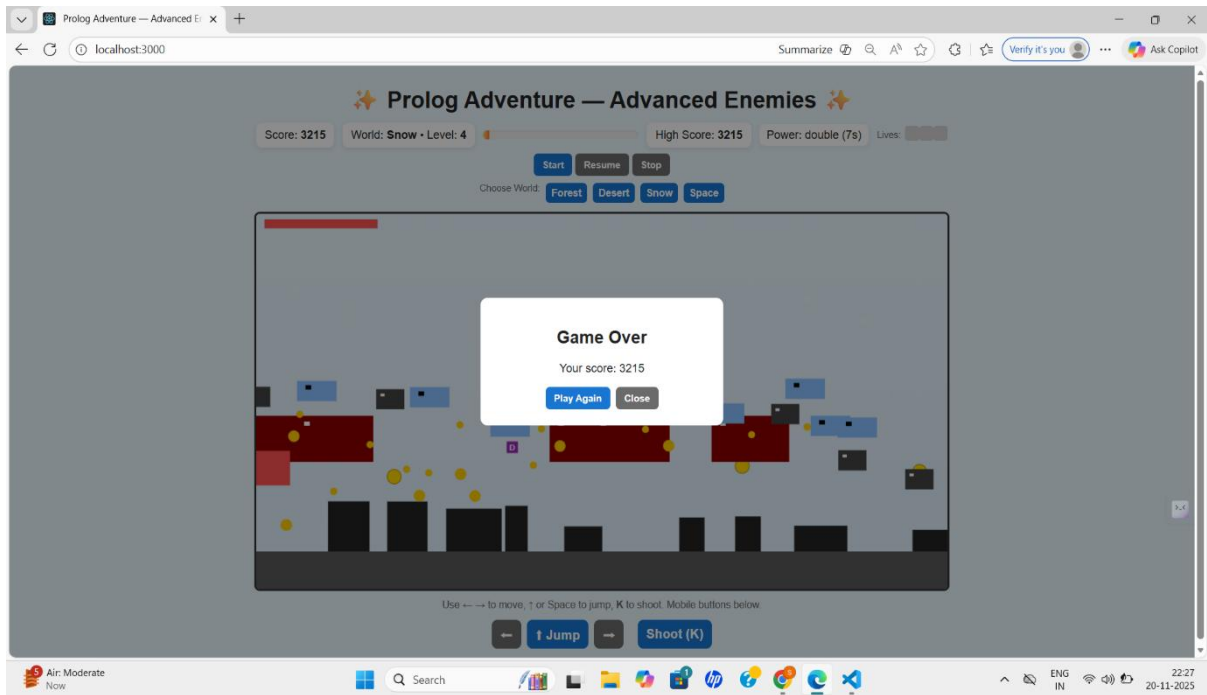 Prolog Adventure — Advanced E
localhost:3000
Summarize
Verify it's you
Ask Copilot
✨ Prolog Adventure — Advanced Enemies ✨
Score: 3215 World: Snow • Level: 4 High Score: 3215 Power: double (7s) Lives:
Start Resume Stop
Choose World: Forest Desert Snow Space
Game Over
Your score: 3215
Play Again Close
D
Use ← → to move, ↑ or Space to jump, K to shoot. Mobile buttons below
← ↑ Jump → Shoot (K)
5
Air: Moderate
Now
Search
1
hp
ENG
IN
22:27
20-11-2025